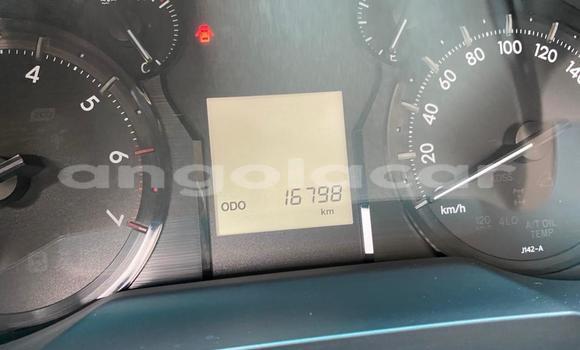 4
5
6
7
C
E
ECO
ODO 16798
km
20
40
60
80
100
120
140
km/h
120
4LO
A/T OIL
TEMP
J142-A
angolacar